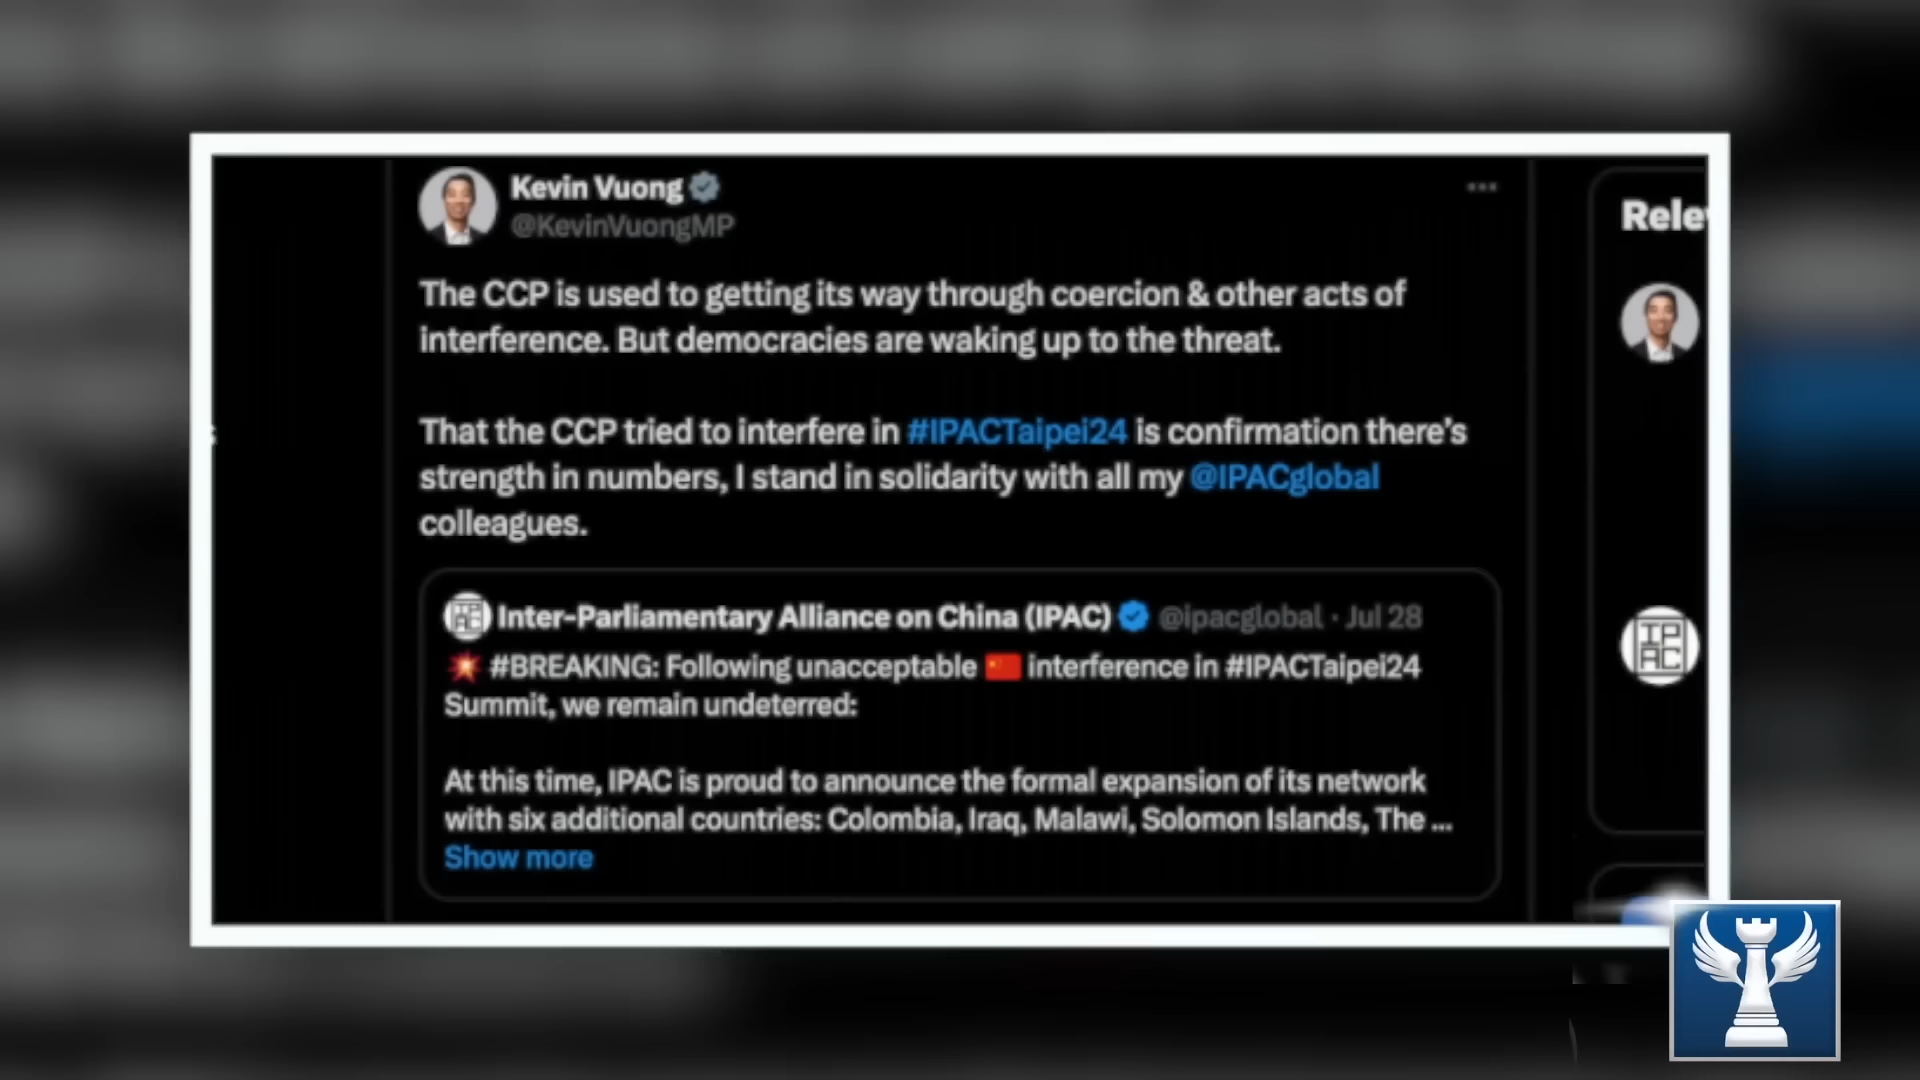 Kevin Vuong
@KevinVuongMP
The CCP is used to getting its way through coercion & other acts of
interference. But democracies are waking up to the threat.
That the CCP tried to interfere in #IPACTaipei24 is confirmation there's
strength in numbers, I stand in solidarity with all my @IPACglobal
colleagues.
IPAC Inter-Parliamentary Alliance on China (IPAC) @ipacglobal · Jul 28
💥 #BREAKING: Following unacceptable 🇨🇳 interference in #IPACTaipei24
Summit, we remain undeterred:
At this time, IPAC is proud to announce the formal expansion of its network
with six additional countries: Colombia, Iraq, Malawi, Solomon Islands, The ...
Show more
Rele
IPAC